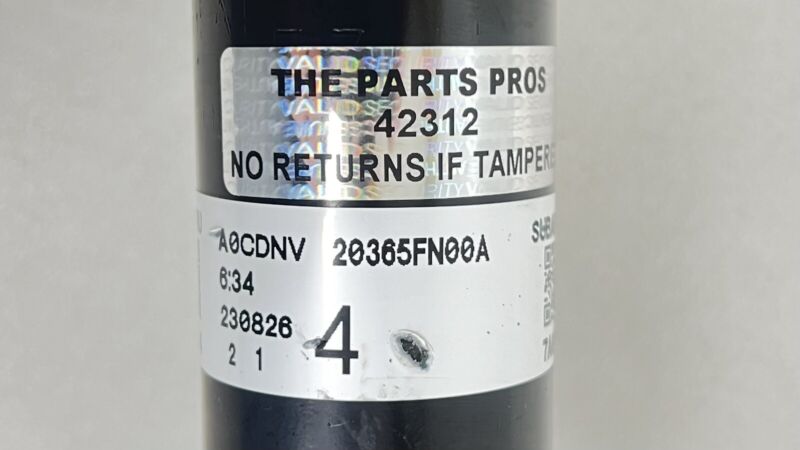 THE PARTS PROS
42312
NO RETURNS IF TAMPERE
A0CDNV 20365FN00A
6:34
230826
2 1 4